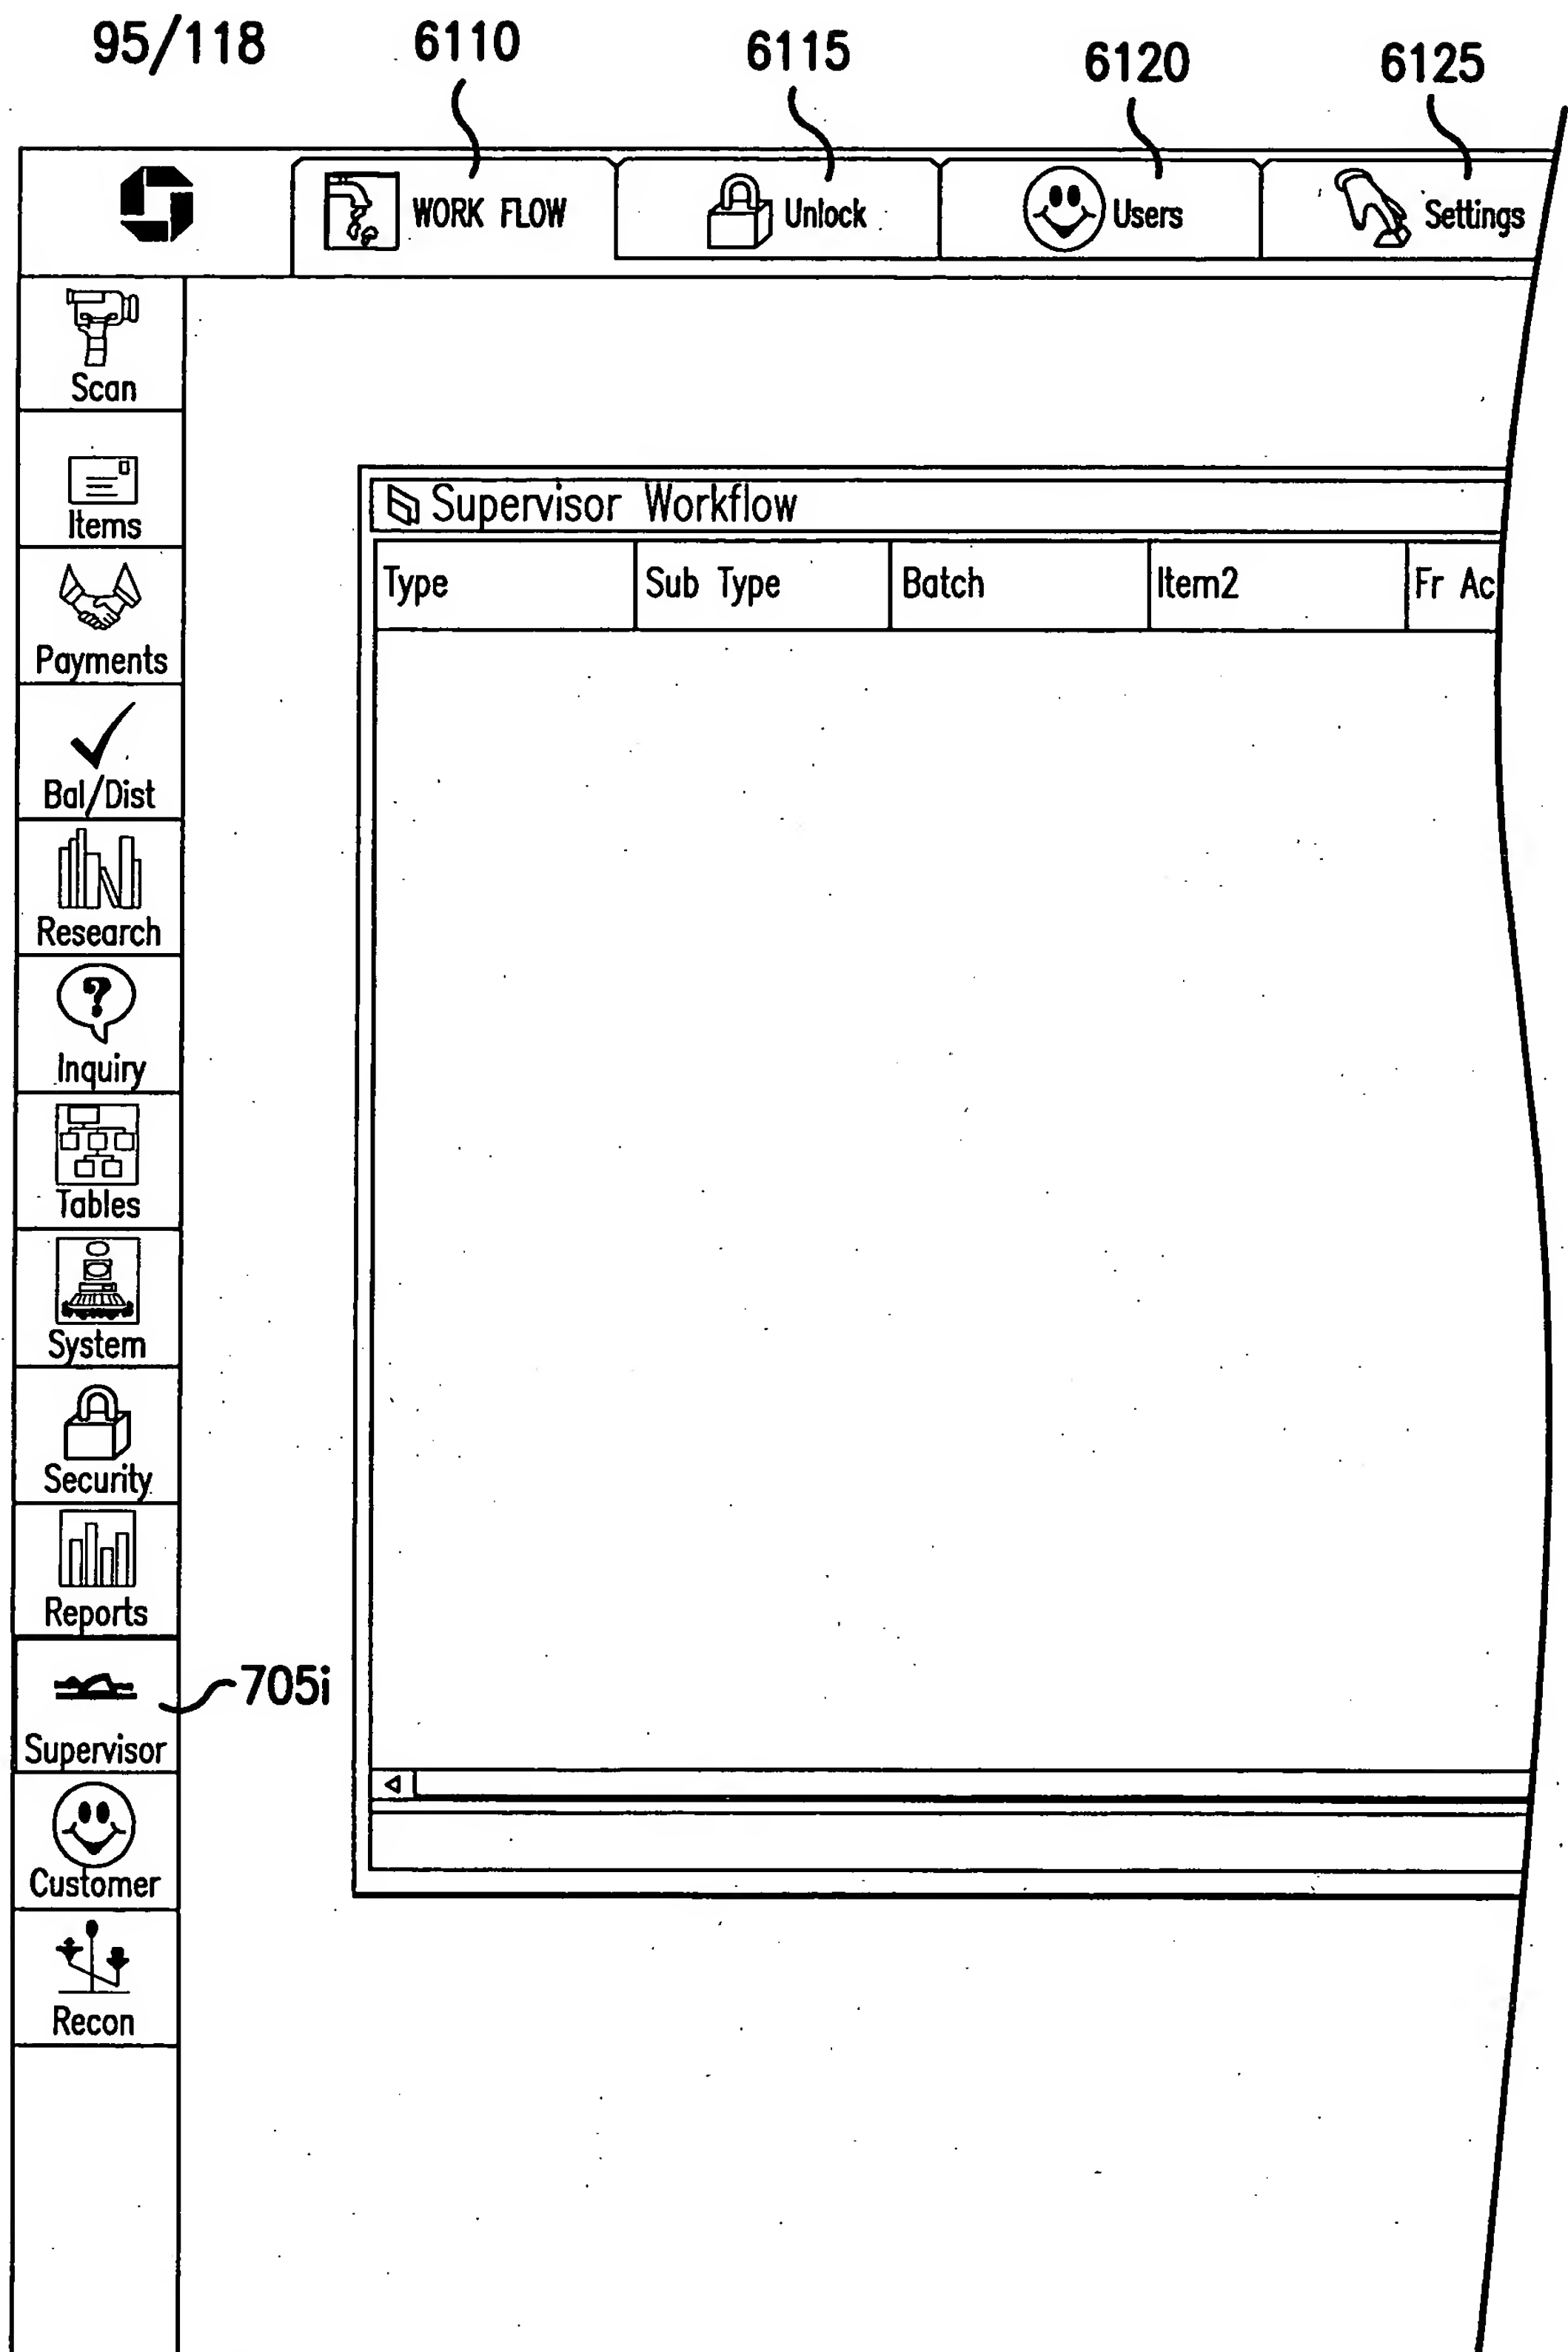 95/118 6110 6115 6120 6125
WORK FLOW Unlock Users Settings
Scan
Items
Supervisor Workflow
Type Sub Type Batch Item2 Fr Ac
Payments
Bal/Dist
Research
?
Inquiry
Tables
System
Security
Reports
705i
Supervisor
Customer
Recon